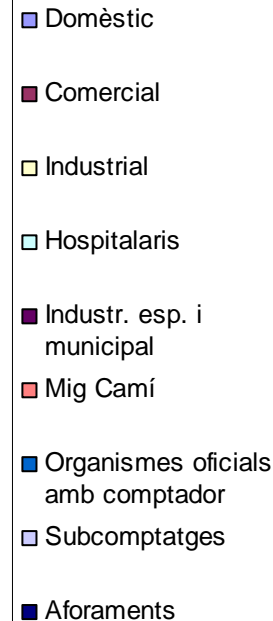 Domèstic
Comercial
Industrial
Hospitalaris
Industr. esp. i
municipal
Mig Camí
Organismes oficials
amb comptador
Subcomptatges
Aforaments